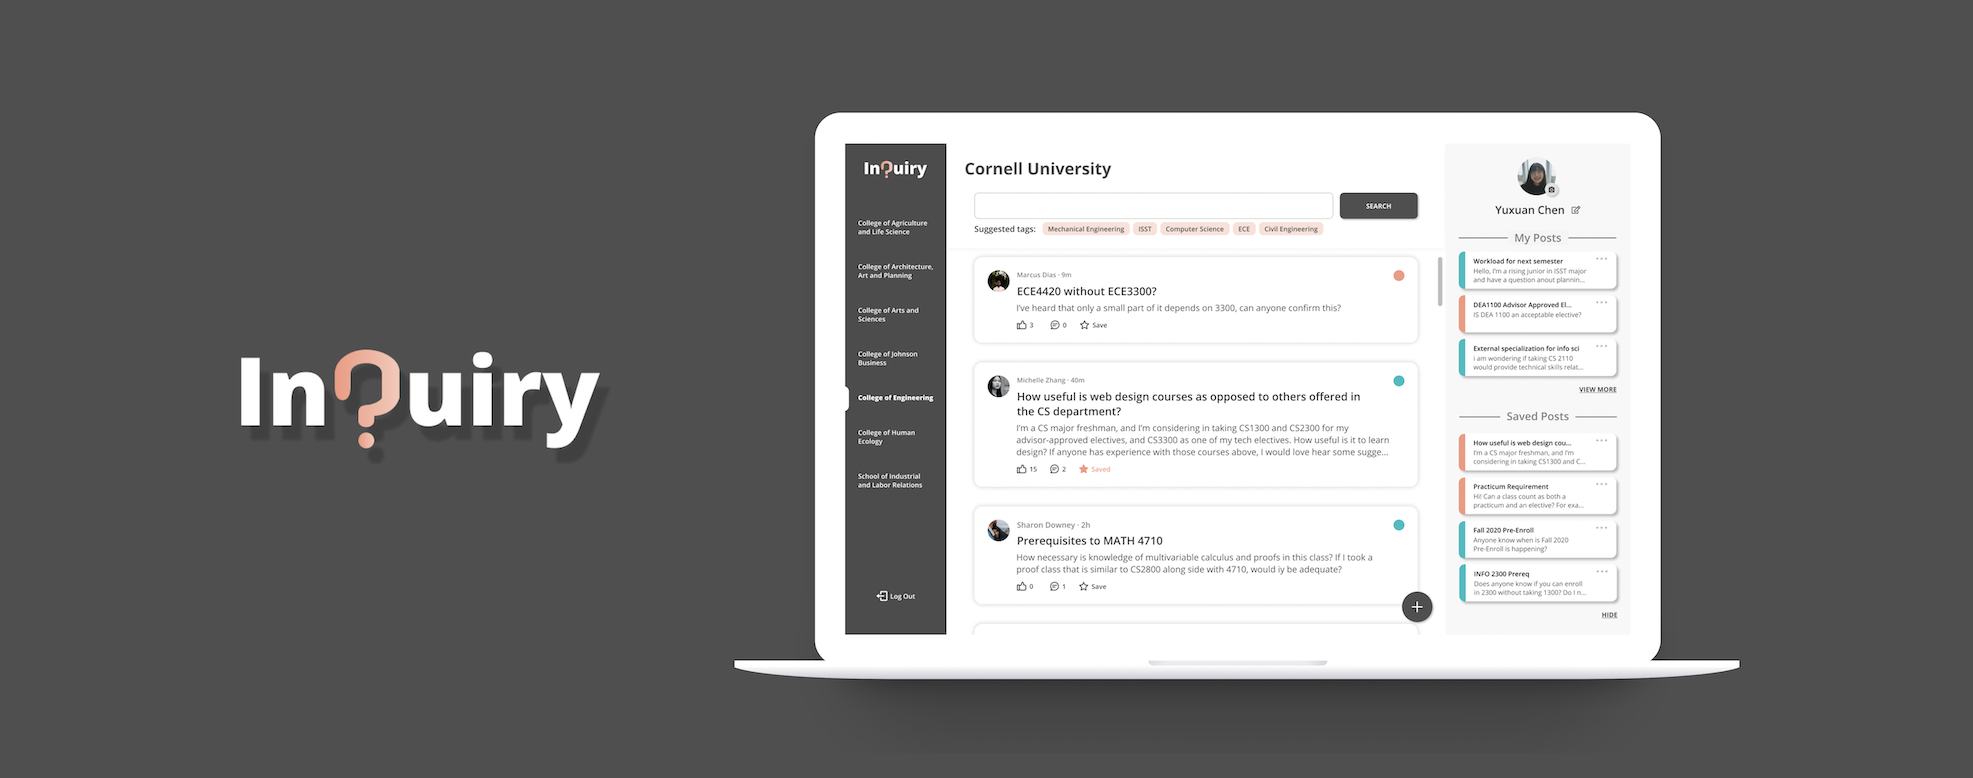 In?uiry
In?uiry
College of Agriculture
and Life Science
College of Architecture,
Art and Planning
College of Arts and
Sciences
College of Johnson
Business
College of Engineering
College of Human
Ecology
School of Industrial
and Labor Relations
Log Out
Cornell University
SEARCH
Suggested tags: Mechanical Engineering ISST Computer Science ECE Civil Engineering
Marcus Dias · 9m
ECE4420 without ECE3300?
I've heard that only a small part of it depends on 3300, can anyone confirm this?
3 0 Save
Michelle Zhang · 40m
How useful is web design courses as opposed to others offered in
the CS department?
I'm a CS major freshman, and I'm considering in taking CS1300 and CS2300 for my
advisor-approved electives, and CS3300 as one of my tech electives. How useful is it to learn
design? If anyone has experience with those courses above, I would love hear some sugge...
15 2 Saved
Sharon Downey · 2h
Prerequisites to MATH 4710
How necessary is knowledge of multivariable calculus and proofs in this class? If I took a
proof class that is similar to CS2800 along side with 4710, would iy be adequate?
0 1 Save
Yuxuan Chen
My Posts
Workload for next semester
Hello, I'm a rising junior in ISST major
and have a question anout plannin...
DEA1100 Advisor Approved El...
IS DEA 1100 an acceptable elective?
External specialization for info sci
i am wondering if taking CS 2110
would provide technical skills relat...
VIEW MORE
Saved Posts
How useful is web design cou...
I'm a CS major freshman, and I'm
considering in taking CS1300 and C...
Practicum Requirement
Hi! Can a class count as both a
practicum and an elective? For exa...
Fall 2020 Pre-Enroll
Anyone know when is Fall 2020
Pre-Enroll is happening?
INFO 2300 Prereq
Does anyone know if you can enroll
in 2300 without taking 1300? Do I n...
HIDE